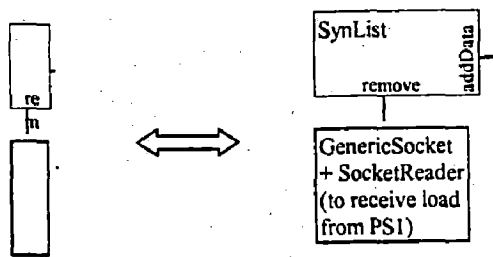 re
m
SynList
addData
remove
GenericSocket
+ SocketReader
(to receive load
from PS1)